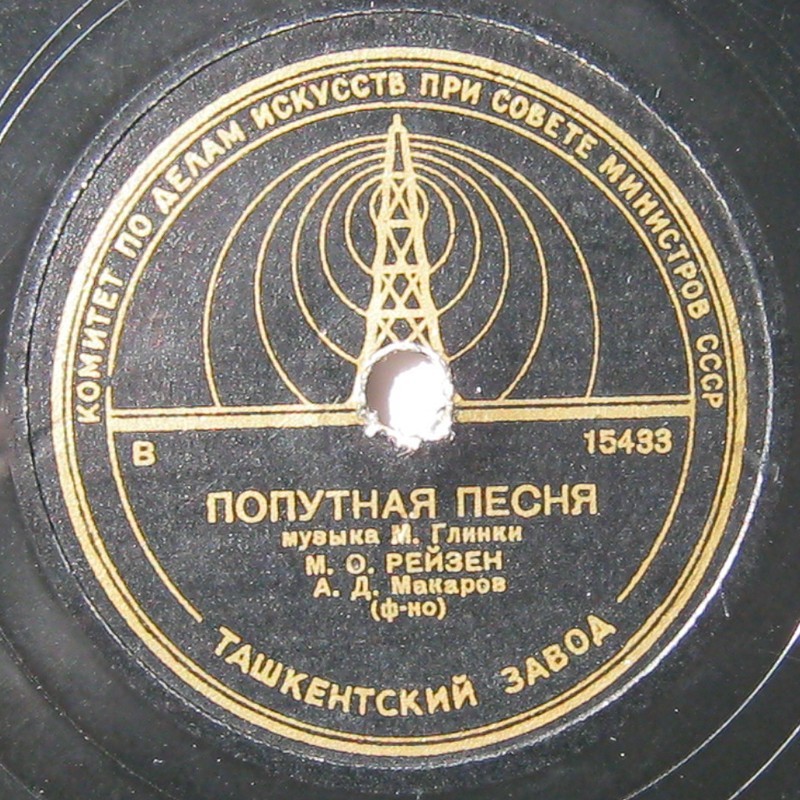 КОМИТЕТ ПО ДЕЛАМ ИСКУССТВ ПРИ СОВЕТЕ МИНИСТРОВ СССР
В 15433
ПОПУТНАЯ ПЕСНЯ
музыка М. Глинки
М. О. РЕЙЗЕН
А. Д. Макаров
(ф-но)
ТАШКЕНТСКИЙ ЗАВОД